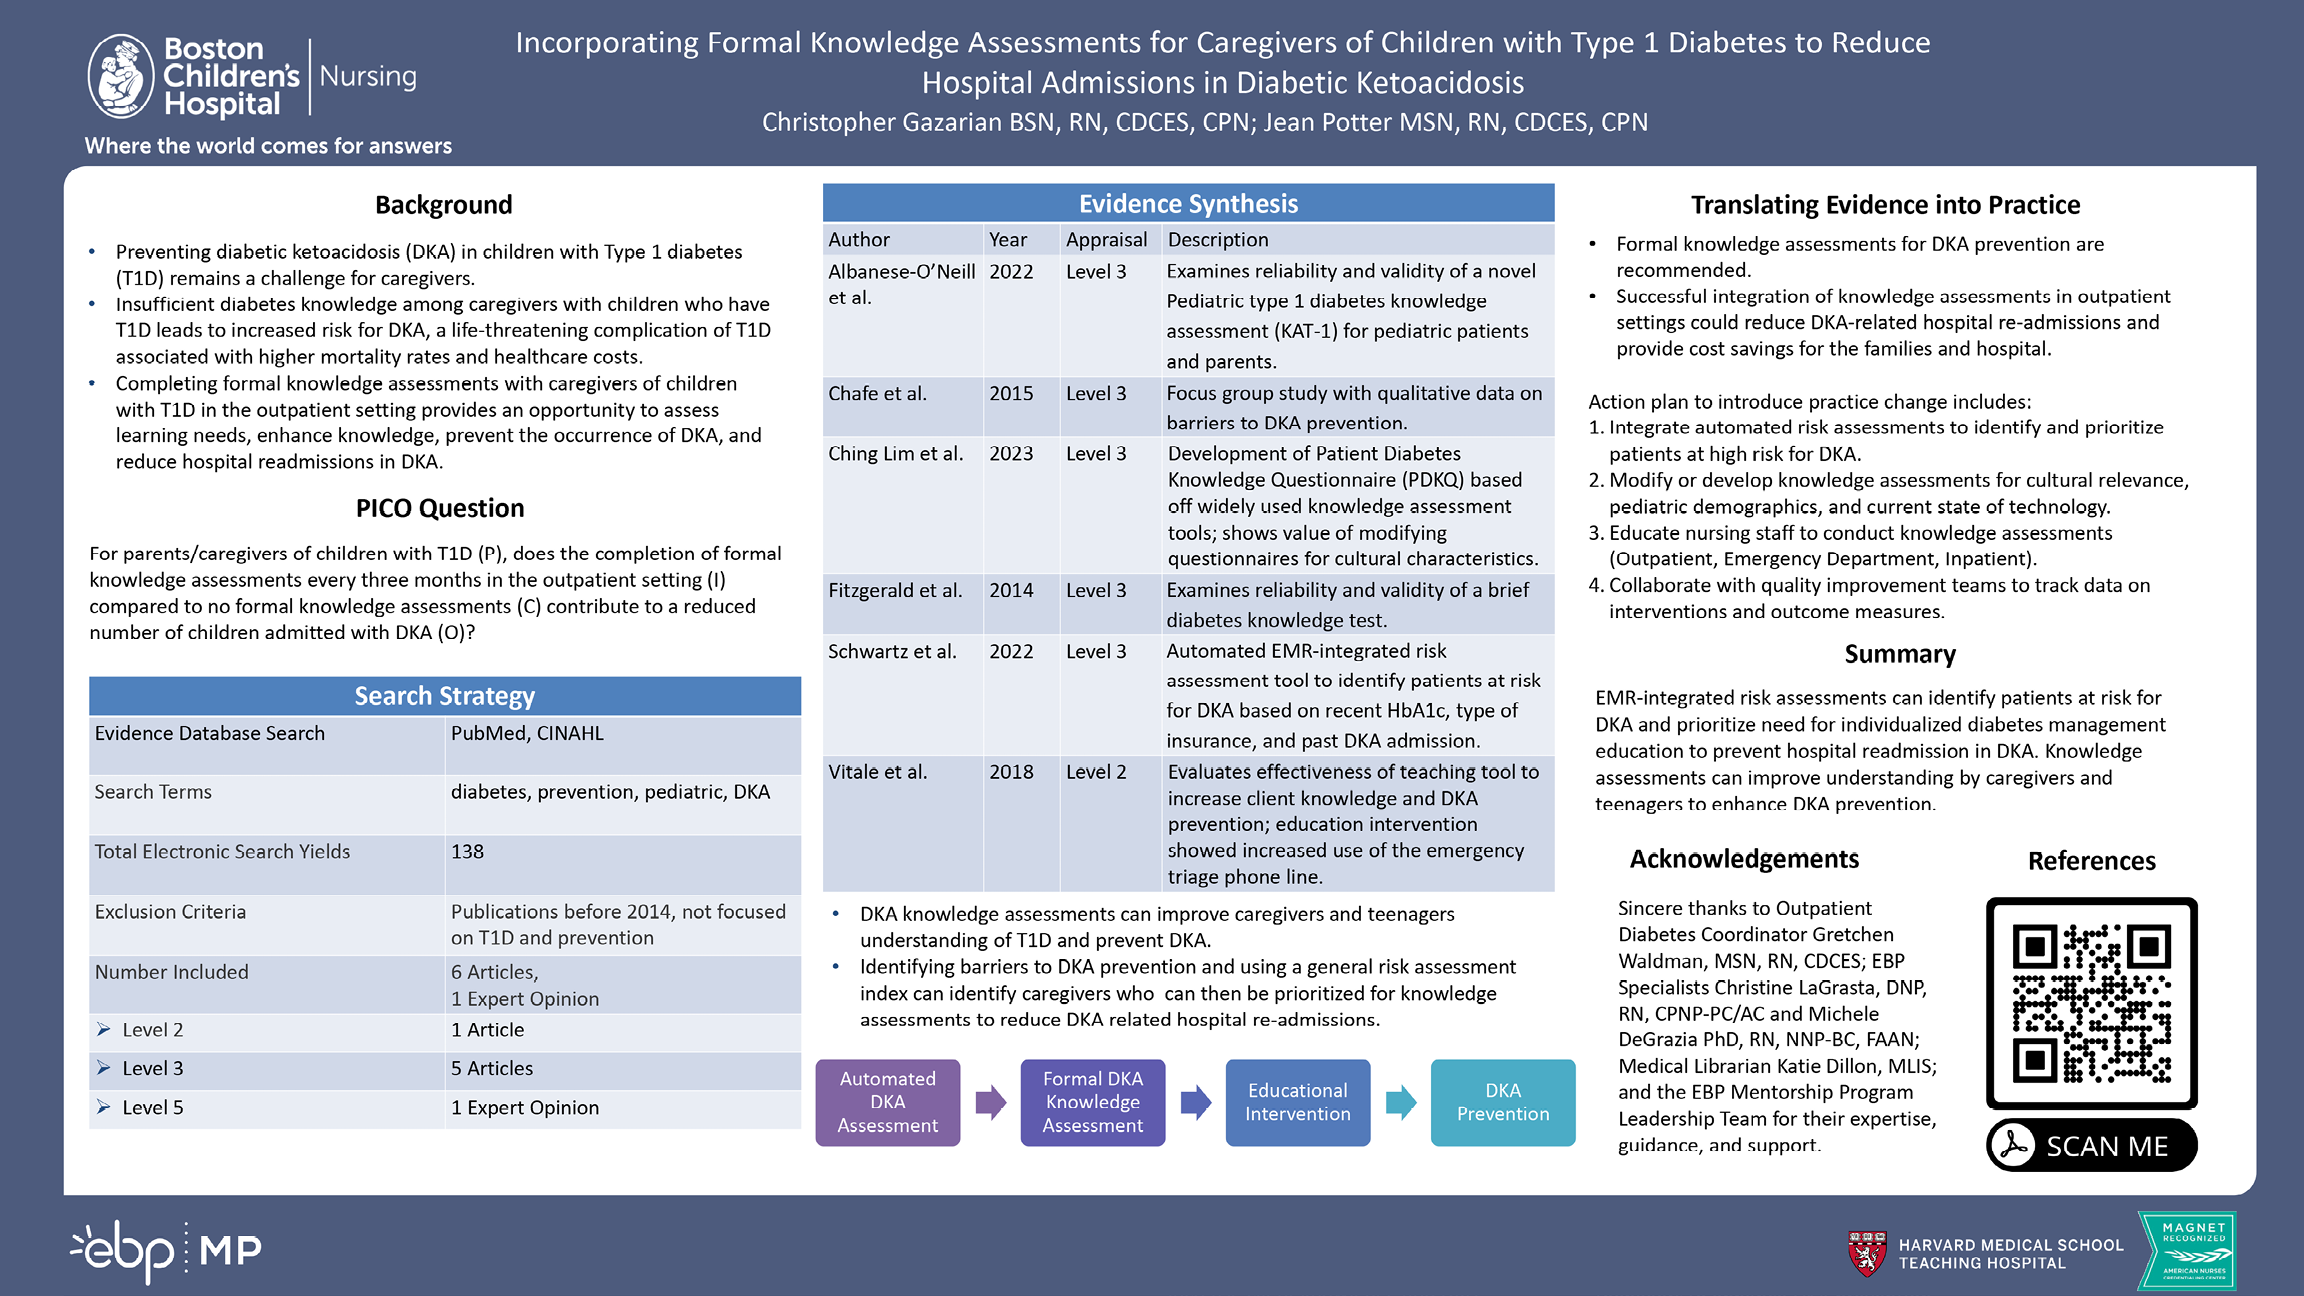 Boston
Children's
Hospital
Nursing
Where the world comes for answers
Incorporating Formal Knowledge Assessments for Caregivers of Children with Type 1 Diabetes to Reduce
Hospital Admissions in Diabetic Ketoacidosis
Christopher Gazarian BSN, RN, CDCES, CPN; Jean Potter MSN, RN, CDCES, CPN
Background
• Preventing diabetic ketoacidosis (DKA) in children with Type 1 diabetes
(T1D) remains a challenge for caregivers.
• Insufficient diabetes knowledge among caregivers with children who have
T1D leads to increased risk for DKA, a life-threatening complication of T1D
associated with higher mortality rates and healthcare costs.
• Completing formal knowledge assessments with caregivers of children
with T1D in the outpatient setting provides an opportunity to assess
learning needs, enhance knowledge, prevent the occurrence of DKA, and
reduce hospital readmissions in DKA.
PICO Question
For parents/caregivers of children with T1D (P), does the completion of formal
knowledge assessments every three months in the outpatient setting (I)
compared to no formal knowledge assessments (C) contribute to a reduced
number of children admitted with DKA (O)?
Search Strategy
Evidence Database Search PubMed, CINAHL
Search Terms diabetes, prevention, pediatric, DKA
Total Electronic Search Yields 138
Exclusion Criteria Publications before 2014, not focused
on T1D and prevention
Number Included 6 Articles,
1 Expert Opinion
➢ Level 2 1 Article
➢ Level 3 5 Articles
➢ Level 5 1 Expert Opinion
Evidence Synthesis
Author Year Appraisal Description
Albanese-O'Neill 2022 Level 3 Examines reliability and validity of a novel
et al. Pediatric type 1 diabetes knowledge
assessment (KAT-1) for pediatric patients
and parents.
Chafe et al. 2015 Level 3 Focus group study with qualitative data on
barriers to DKA prevention.
Ching Lim et al. 2023 Level 3 Development of Patient Diabetes
Knowledge Questionnaire (PDKQ) based
off widely used knowledge assessment
tools; shows value of modifying
questionnaires for cultural characteristics.
Fitzgerald et al. 2014 Level 3 Examines reliability and validity of a brief
diabetes knowledge test.
Schwartz et al. 2022 Level 3 Automated EMR-integrated risk
assessment tool to identify patients at risk
for DKA based on recent HbA1c, type of
insurance, and past DKA admission.
Vitale et al. 2018 Level 2 Evaluates effectiveness of teaching tool to
increase client knowledge and DKA
prevention; education intervention
showed increased use of the emergency
triage phone line.
• DKA knowledge assessments can improve caregivers and teenagers
understanding of T1D and prevent DKA.
• Identifying barriers to DKA prevention and using a general risk assessment
index can identify caregivers who can then be prioritized for knowledge
assessments to reduce DKA related hospital re-admissions.
Automated
DKA
Assessment
Formal DKA
Knowledge
Assessment
Educational
Intervention
DKA
Prevention
Translating Evidence into Practice
• Formal knowledge assessments for DKA prevention are
recommended.
• Successful integration of knowledge assessments in outpatient
settings could reduce DKA-related hospital re-admissions and
provide cost savings for the families and hospital.
Action plan to introduce practice change includes:
1. Integrate automated risk assessments to identify and prioritize
patients at high risk for DKA.
2. Modify or develop knowledge assessments for cultural relevance,
pediatric demographics, and current state of technology.
3. Educate nursing staff to conduct knowledge assessments
(Outpatient, Emergency Department, Inpatient).
4. Collaborate with quality improvement teams to track data on
interventions and outcome measures.
Summary
EMR-integrated risk assessments can identify patients at risk for
DKA and prioritize need for individualized diabetes management
education to prevent hospital readmission in DKA. Knowledge
assessments can improve understanding by caregivers and
teenagers to enhance DKA prevention.
Acknowledgements
Sincere thanks to Outpatient
Diabetes Coordinator Gretchen
Waldman, MSN, RN, CDCES; EBP
Specialists Christine LaGrasta, DNP,
RN, CPNP-PC/AC and Michele
DeGrazia PhD, RN, NNP-BC, FAAN;
Medical Librarian Katie Dillon, MLIS;
and the EBP Mentorship Program
Leadership Team for their expertise,
guidance, and support.
References
SCAN ME
ebp MP
HARVARD MEDICAL SCHOOL
TEACHING HOSPITAL
MAGNET
RECOGNIZED
AMERICAN NURSES
CREDENTIALING CENTER